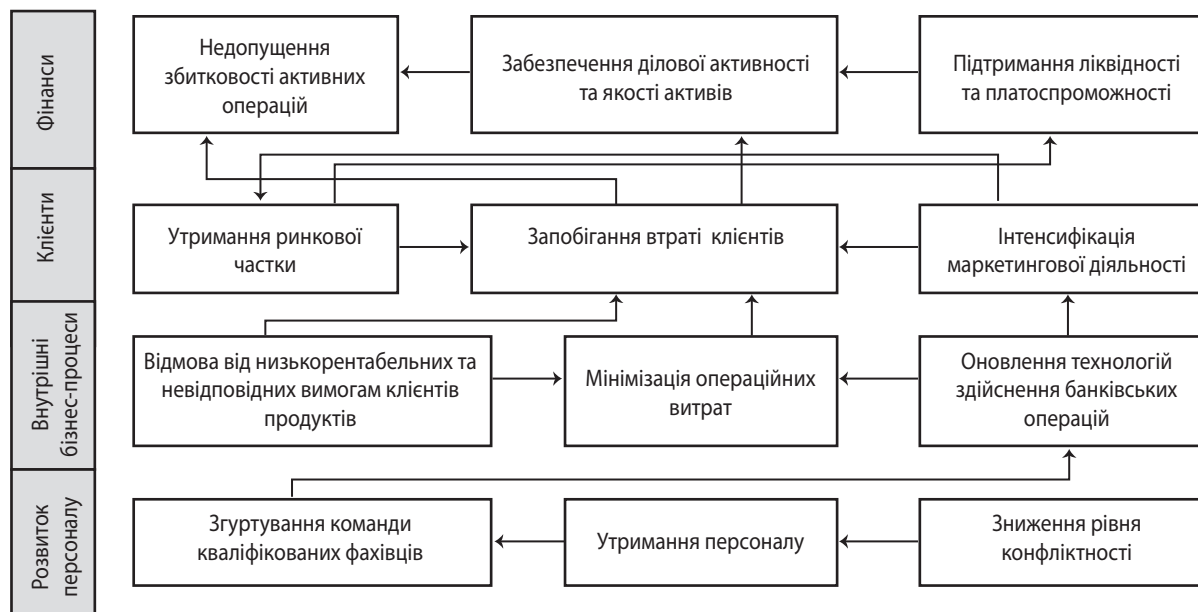 Фінанси
Недопущення
збитковості активних
операцій
Забезпечення ділової активності
та якості активів
Підтримання ліквідності
та платоспроможності
Клієнти
Утримання ринкової
частки
Запобігання втраті клієнтів
Інтенсифікація
маркетингової діяльності
Внутрішні
бізнес-процеси
Відмова від низькорентабельних та
невідповідних вимогам клієнтів
продуктів
Мінімізація операційних
витрат
Оновлення технологій
здійснення банківських
операцій
Розвиток
персоналу
Згуртування команди
кваліфікованих фахівців
Утримання персоналу
Зниження рівня
конфліктності